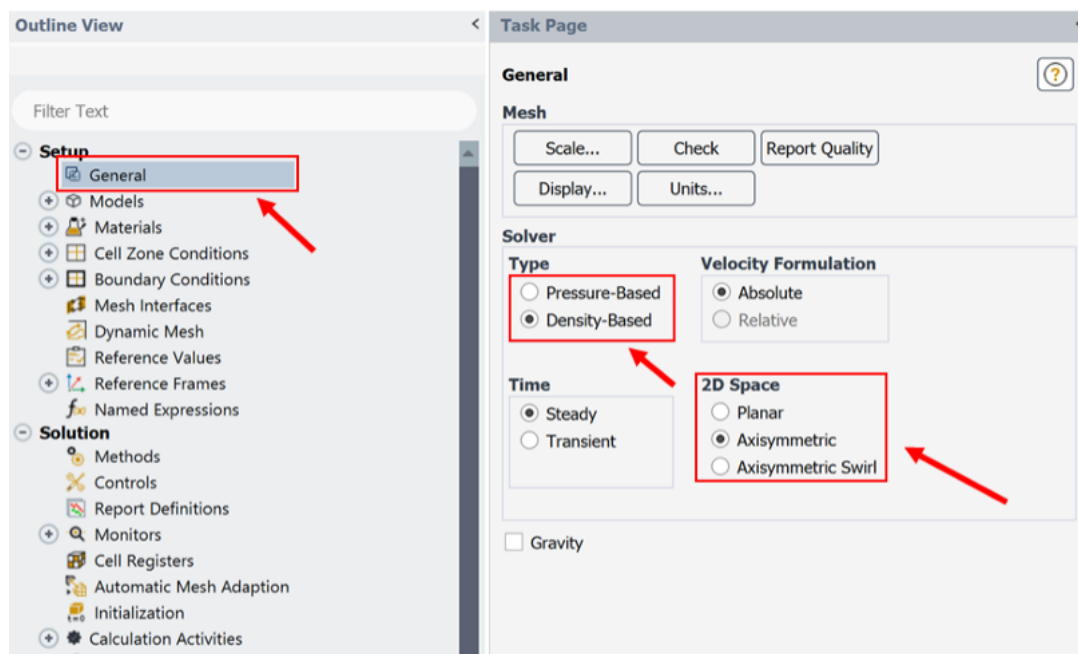 Outline View
Filter Text
Setup
General
Models
Materials
Cell Zone Conditions
Boundary Conditions
Mesh Interfaces
Dynamic Mesh
Reference Values
Reference Frames
Named Expressions
Solution
Methods
Controls
Report Definitions
Monitors
Cell Registers
Automatic Mesh Adaption
Initialization
Calculation Activities
Task Page
General
Mesh
Scale... Check Report Quality
Display... Units...
Solver
Type
Pressure-Based
Density-Based
Velocity Formulation
Absolute
Relative
Time
Steady
Transient
2D Space
Planar
Axisymmetric
Axisymmetric Swirl
Gravity